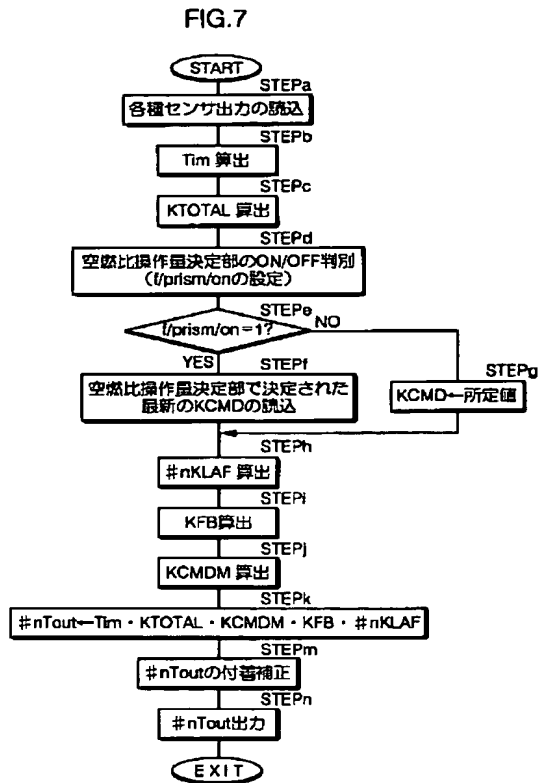 FIG.7
START
STEPa
各種センサ出力の読込
STEPb
Tim 算出
STEPc
KTOTAL 算出
STEPd
空燃比操作量決定部のON/OFF判別
(f/prism/onの設定)
STEPe
f/prism/on=1?
NO
YES
STEPf
空燃比操作量決定部で決定された
最新のKCMDの読込
STEPg
KCMD←所定値
STEPh
#nKLAF 算出
STEPi
KFB算出
STEPj
KCMDM 算出
STEPk
#nTout←Tim・KTOTAL・KCMDM・KFB・#nKLAF
STEPm
#nToutの付着補正
STEPn
#nTout出力
EXIT